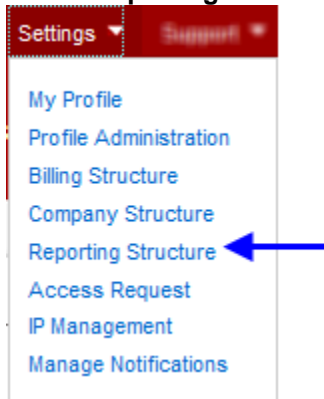 Settings
My Profile
Profile Administration
Billing Structure
Company Structure
Reporting Structure
Access Request
IP Management
Manage Notifications